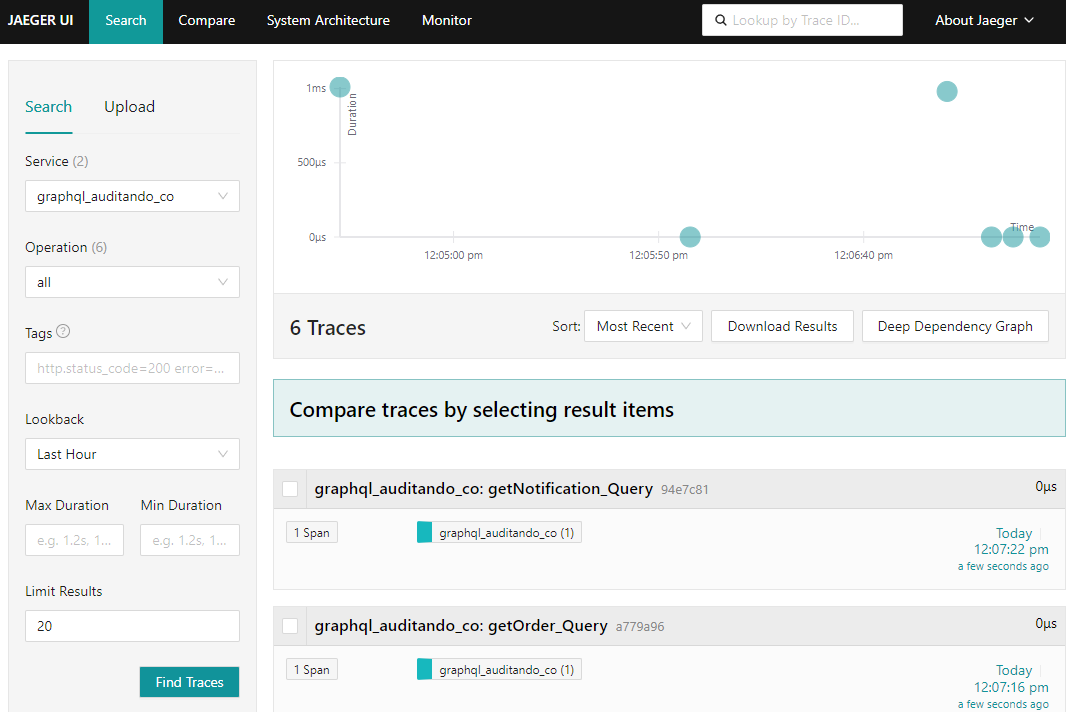 JAEGER UI Search Compare System Architecture Monitor Lookup by Trace ID... About Jaeger
Search Upload
Service (2)
graphql_auditando_co
Operation (6)
all
Tags ?
http.status_code=200 error=...
Lookback
Last Hour
Max Duration Min Duration
e.g. 1.2s, 1... e.g. 1.2s, 1...
Limit Results
20
Find Traces
1ms
Duration
500µs
0µs
Time
12:05:00 pm 12:05:50 pm 12:06:40 pm
6 Traces Sort: Most Recent Download Results Deep Dependency Graph
Compare traces by selecting result items
graphql_auditando_co: getNotification_Query 94e7c81 0µs
1 Span graphql_auditando_co (1) Today
12:07:22 pm
a few seconds ago
graphql_auditando_co: getOrder_Query a779a96 0µs
1 Span graphql_auditando_co (1) Today
12:07:16 pm
a few seconds ago